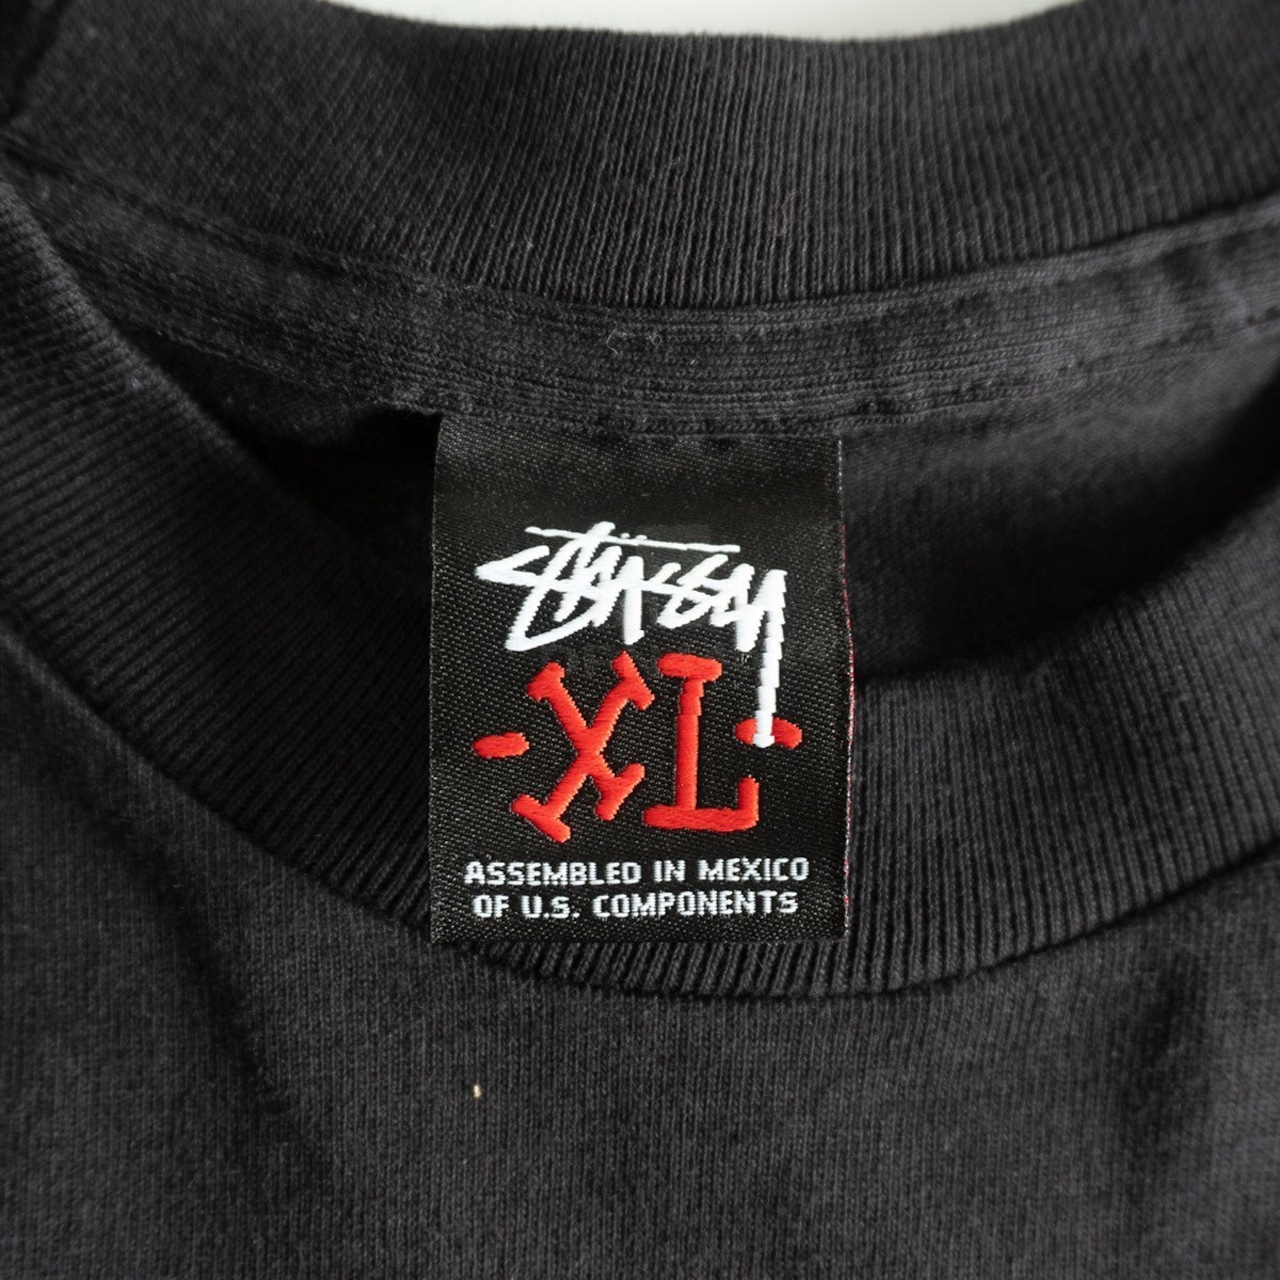 Stüssy
-XL-
ASSEMBLED IN MEXICO
OF U.S. COMPONENTS